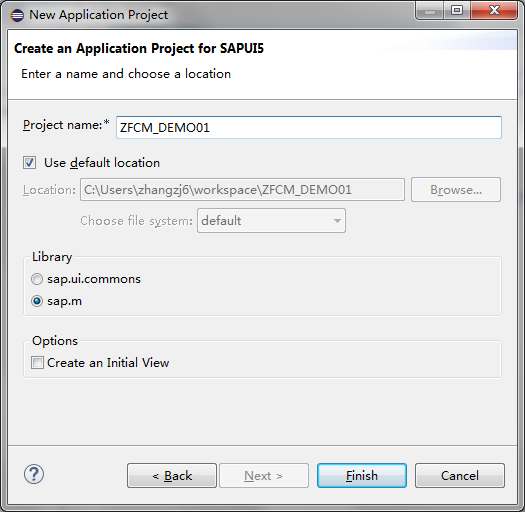 New Application Project
Create an Application Project for SAPUI5
Enter a name and choose a location
Project name:* ZFCM_DEMO01
Use default location
Location: C:\Users\zhangzj6\workspace\ZFCM_DEMO01 Browse...
Choose file system: default
Library
sap.ui.commons
sap.m
Options
Create an Initial View
? < Back Next > Finish Cancel